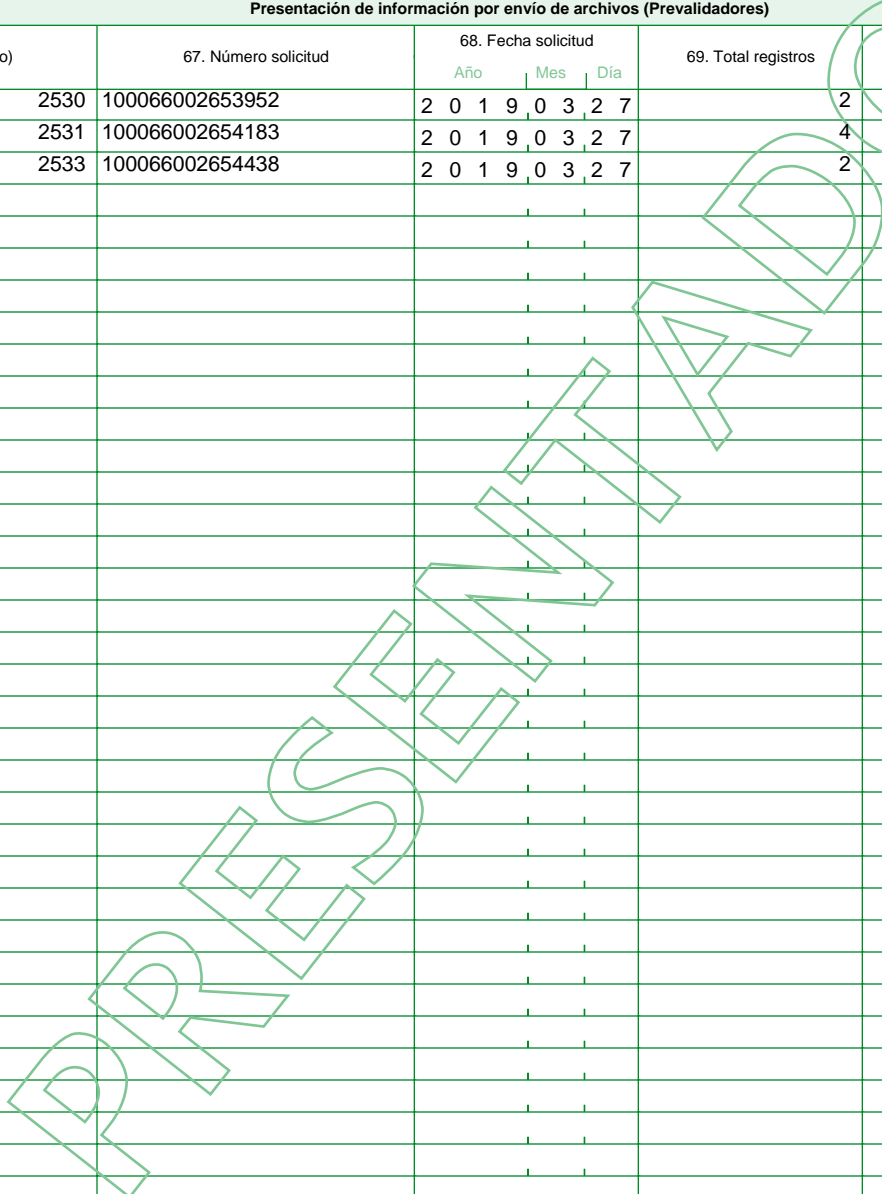 Presentación de información por envío de archivos (Prevalidadores)
o) 67. Número solicitud 68. Fecha solicitud 69. Total registros
Año Mes Día
2530 100066002653952 2 0 1 9 0 3 2 7 2
2531 100066002654183 2 0 1 9 0 3 2 7 4
2533 100066002654438 2 0 1 9 0 3 2 7 2
PRESENTADO